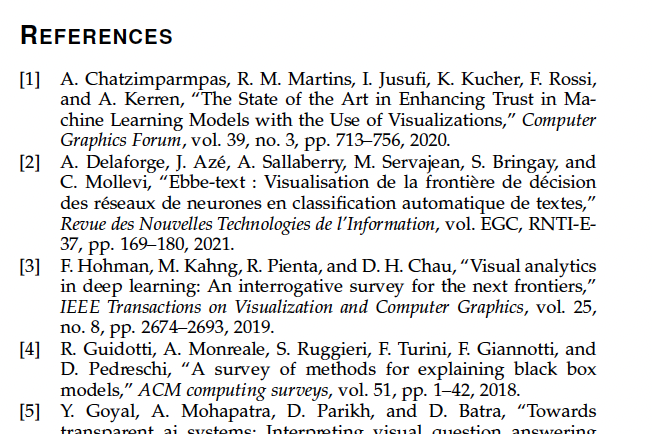 REFERENCES
[1] A. Chatzimparmpas, R. M. Martins, I. Jusufi, K. Kucher, F. Rossi,
and A. Kerren, “The State of the Art in Enhancing Trust in Ma-
chine Learning Models with the Use of Visualizations,” Computer
Graphics Forum, vol. 39, no. 3, pp. 713–756, 2020.
[2] A. Delaforge, J. Azé, A. Sallaberry, M. Servajean, S. Bringay, and
C. Mollevi, “Ebbe-text : Visualisation de la frontière de décision
des réseaux de neurones en classification automatique de textes,”
Revue des Nouvelles Technologies de l’Information, vol. EGC, RNTI-E-
37, pp. 169–180, 2021.
[3] F. Hohman, M. Kahng, R. Pienta, and D. H. Chau, “Visual analytics
in deep learning: An interrogative survey for the next frontiers,”
IEEE Transactions on Visualization and Computer Graphics, vol. 25,
no. 8, pp. 2674–2693, 2019.
[4] R. Guidotti, A. Monreale, S. Ruggieri, F. Turini, F. Giannotti, and
D. Pedreschi, “A survey of methods for explaining black box
models,” ACM computing surveys, vol. 51, pp. 1–42, 2018.
[5] Y. Goyal, A. Mohapatra, D. Parikh, and D. Batra, “Towards
transparent ai systems: Interpreting visual question answering